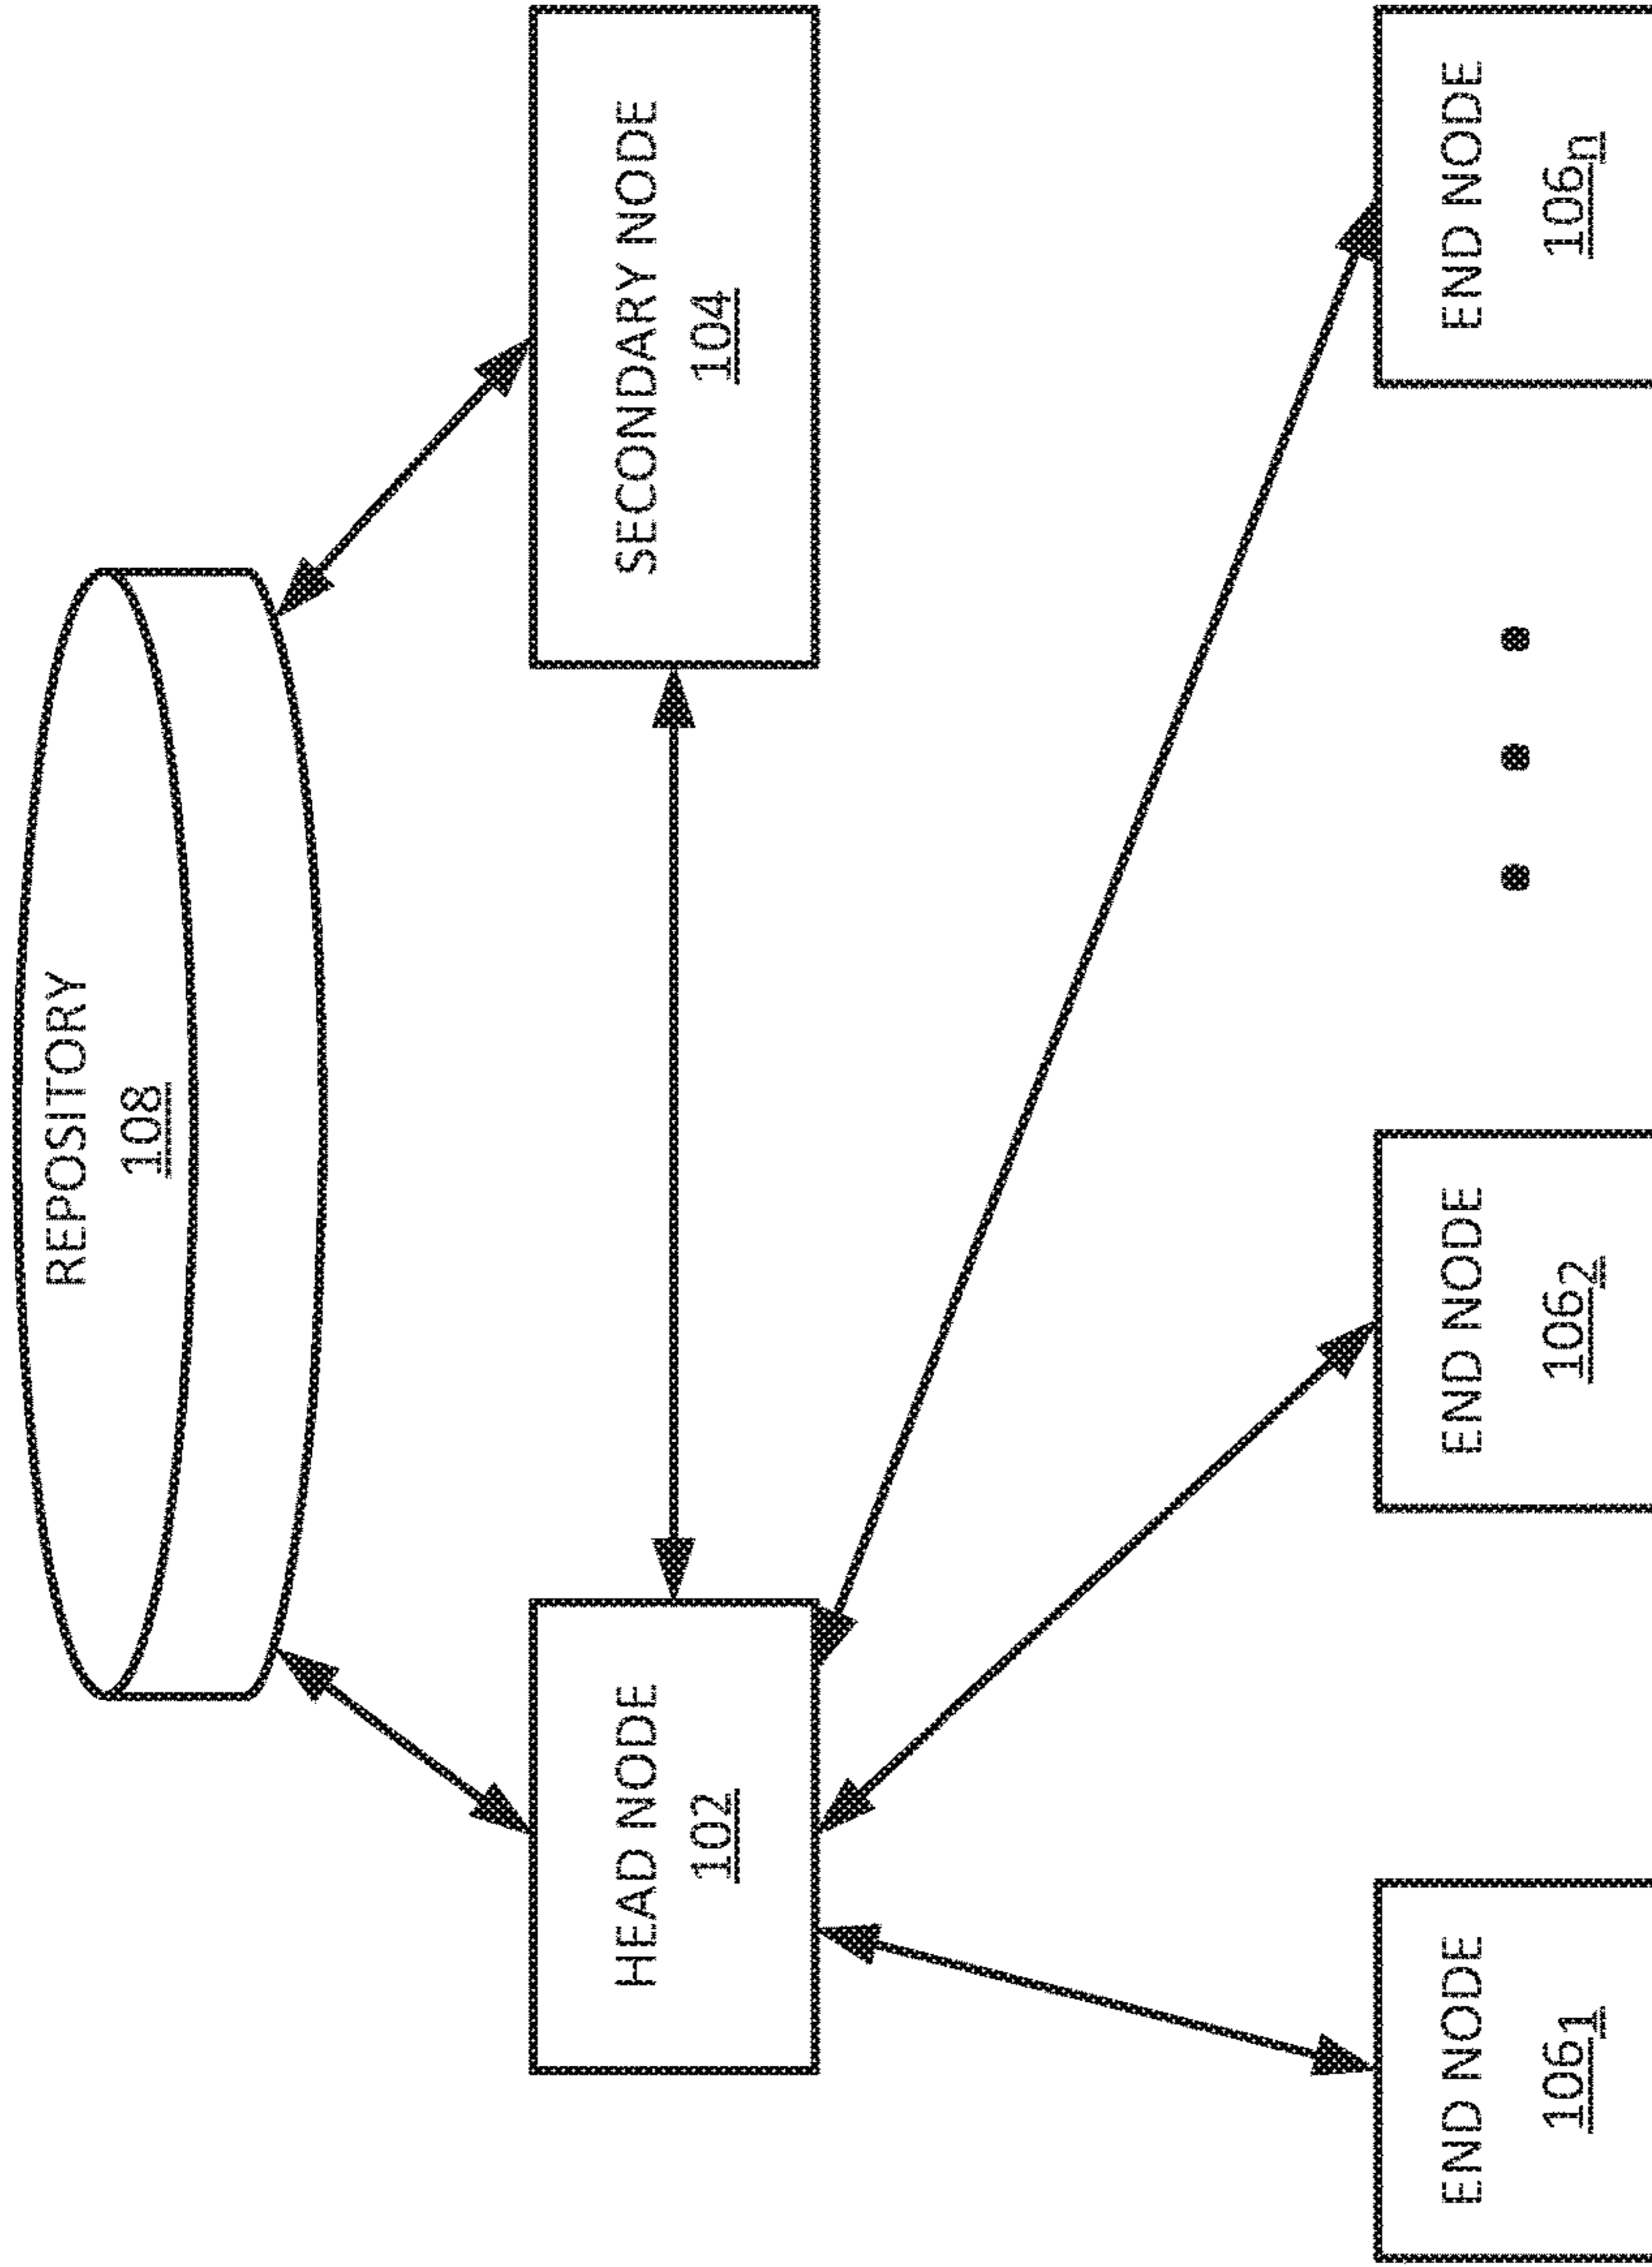 REPOSITORY
108
HEAD NODE
102
SECONDARY NODE
104
END NODE
106₁
END NODE
106₂
END NODE
106ₙ